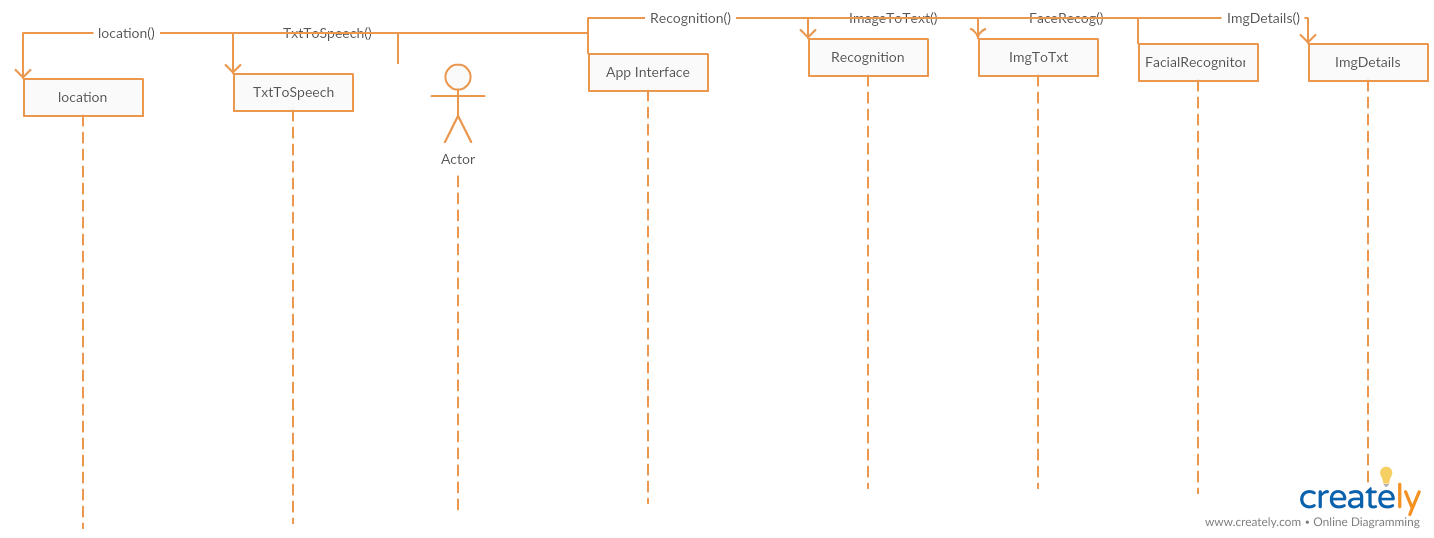 location()
TxtToSpeech()
Recognition()
ImageToText()
FaceRecog()
ImgDetails()
location
TxtToSpeech
Actor
App Interface
Recognition
ImgToTxt
FacialRecognitor
ImgDetails
creately
www.creately.com • Online Diagramming